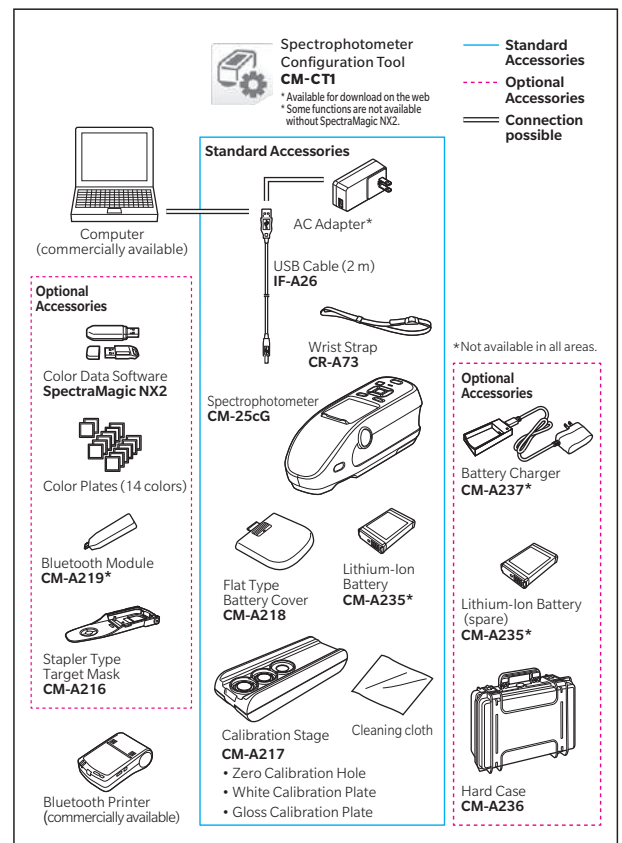 Spectrophotometer
Configuration Tool
CM-CT1
* Available for download on the web
* Some functions are not available
without SpectraMagic NX2.
Standard
Accessories
Optional
Accessories
Connection
possible
Standard Accessories
Computer
(commercially available)
AC Adapter*
USB Cable (2 m)
IF-A26
Wrist Strap
CR-A73
Spectrophotometer
CM-25cG
Flat Type
Battery Cover
CM-A218
Lithium-Ion
Battery
CM-A235*
Calibration Stage
CM-A217
• Zero Calibration Hole
• White Calibration Plate
• Gloss Calibration Plate
Cleaning cloth
Optional
Accessories
Color Data Software
SpectraMagic NX2
Color Plates (14 colors)
Bluetooth Module
CM-A219*
Stapler Type
Target Mask
CM-A216
Bluetooth Printer
(commercially available)
*Not available in all areas.
Optional
Accessories
Battery Charger
CM-A237*
Lithium-Ion Battery
(spare)
CM-A235*
Hard Case
CM-A236